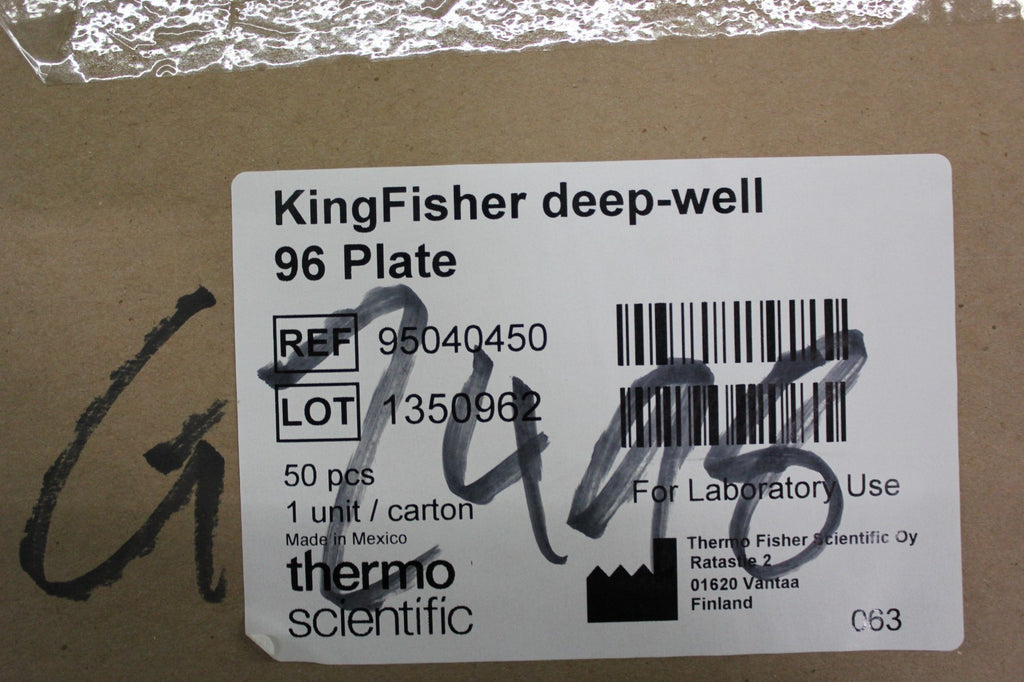 KingFisher deep-well
96 Plate
REF 95040450
LOT 1350962
50 pcs
1 unit / carton
Made in Mexico
thermo
scientific
For Laboratory Use
Thermo Fisher Scientific Oy
Ratastie 2
01620 Vantaa
Finland
063